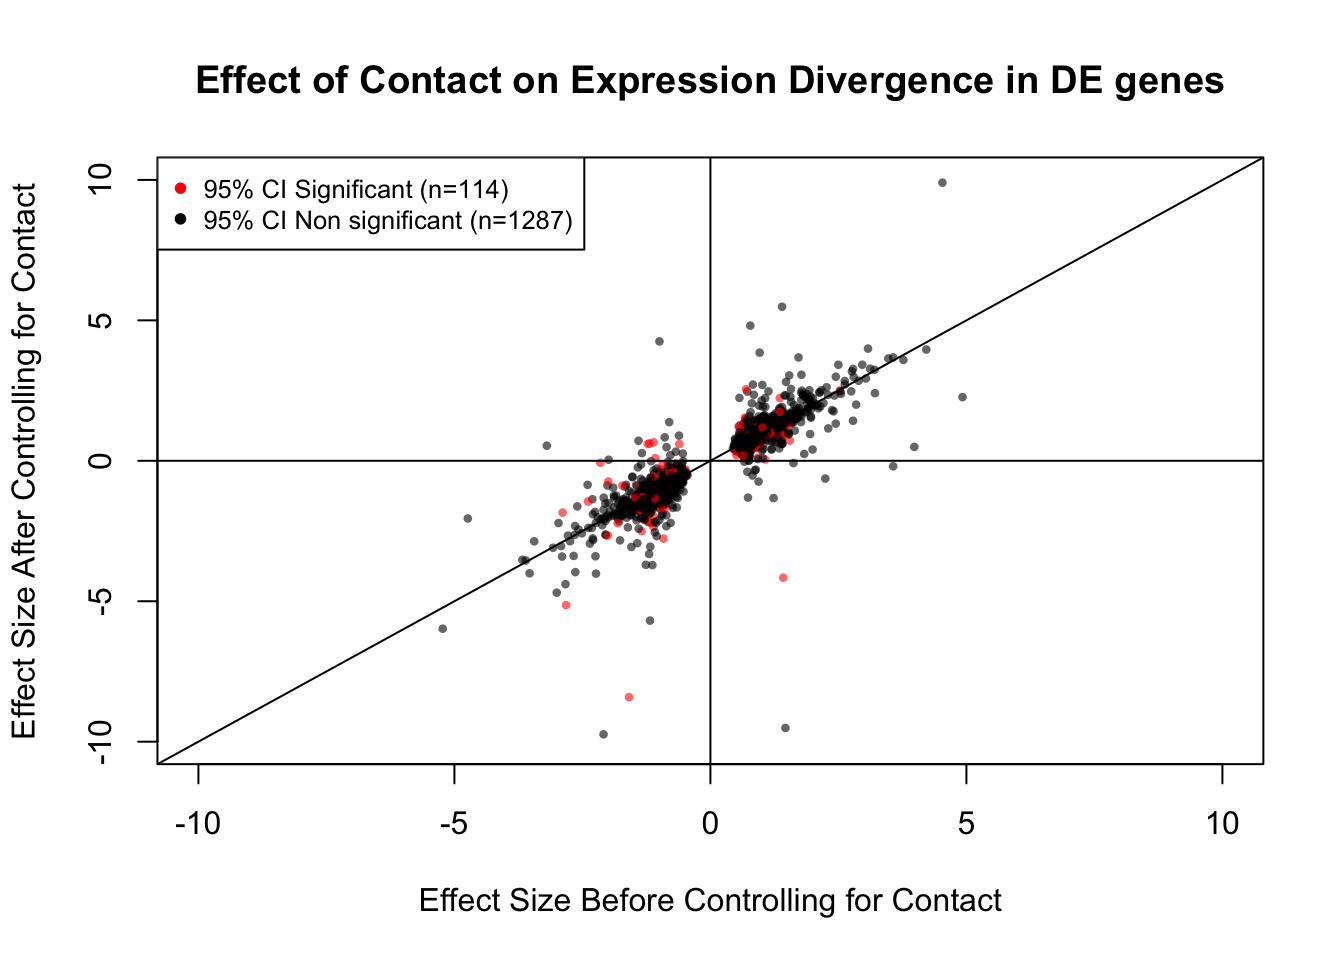 Effect of Contact on Expression Divergence in DE genes
95% CI Significant (n=114)
95% CI Non significant (n=1287)
Effect Size After Controlling for Contact
10
5
0
-5
-10
-10
-5
0
5
10
Effect Size Before Controlling for Contact